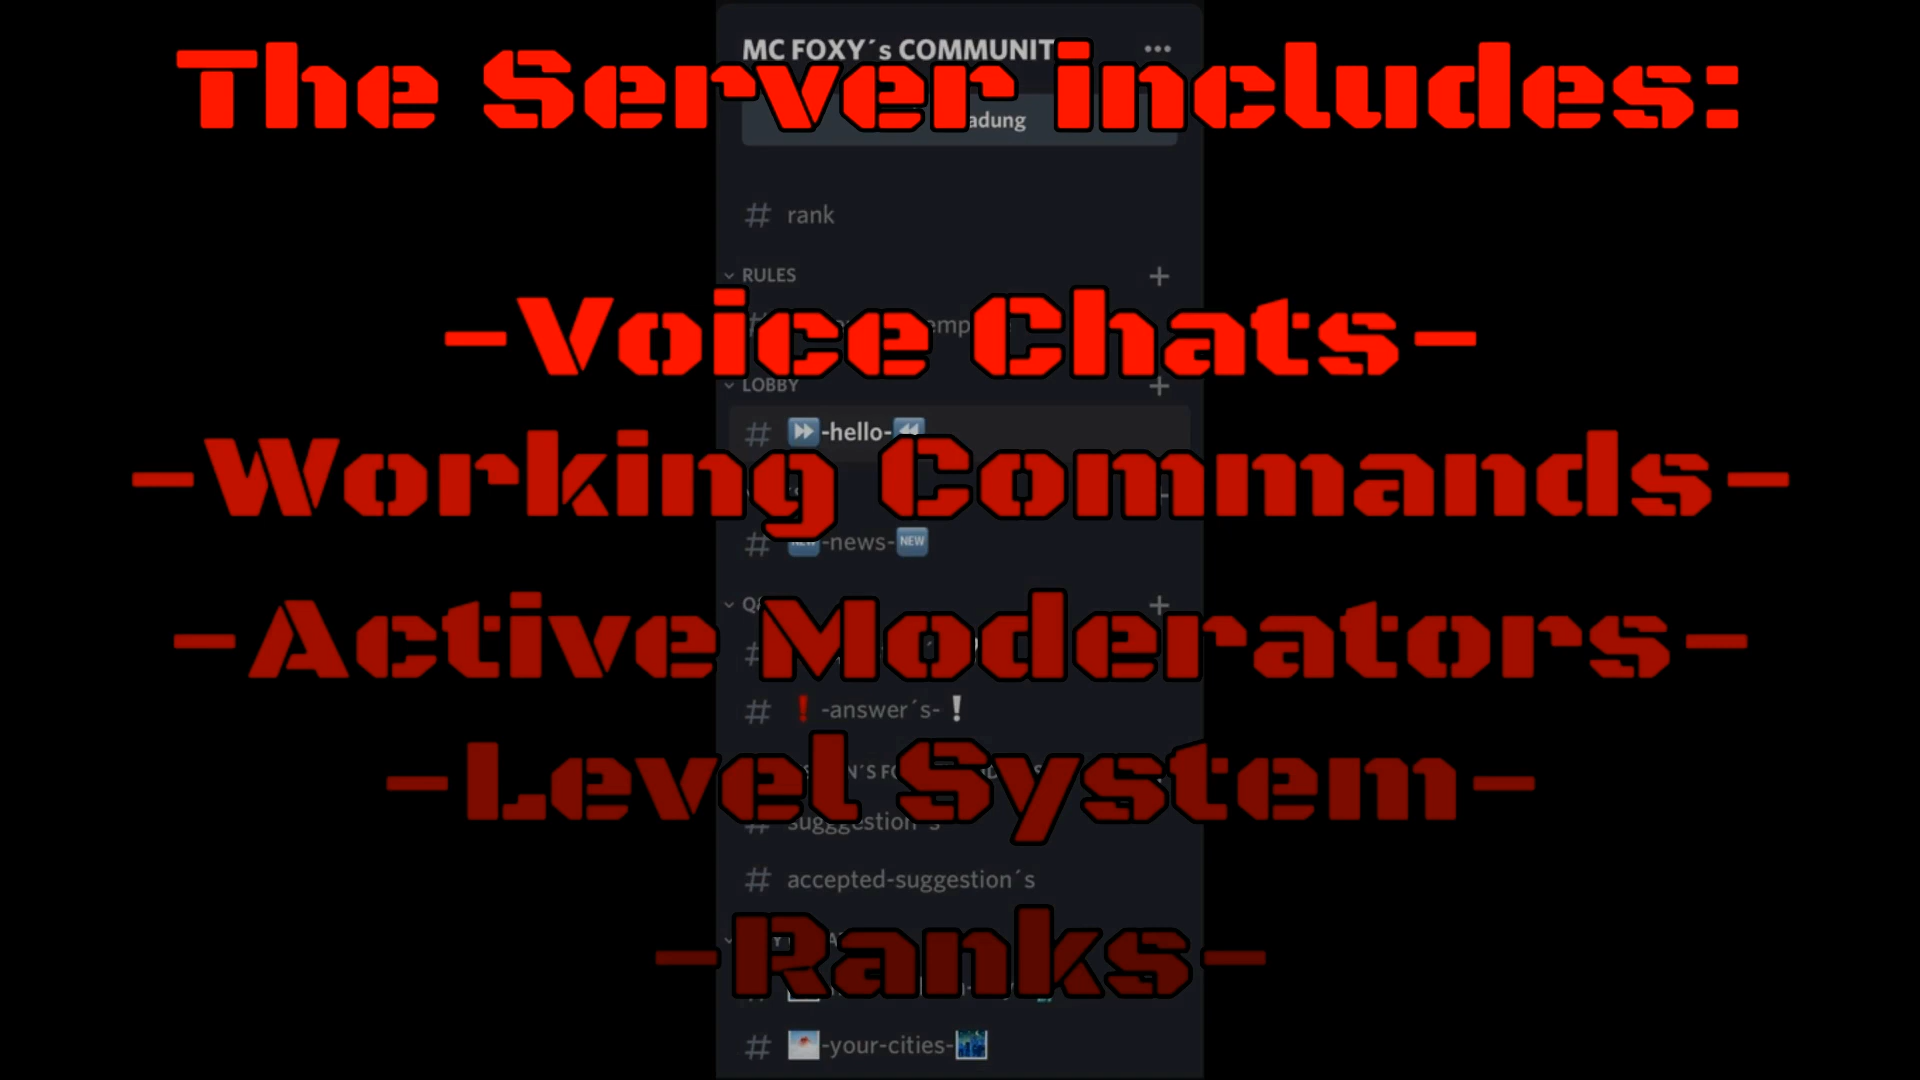 MC FOXY´s COMMUNIT
The Server includes:
adung
rank
RULES
-Voice Chats-
LOBBY
-hello-
-Working Commands-
-news- NEW
-Active Moderators-
-answer´s-
-Level System-
sugggestion´s
accepted-suggestion´s
-Ranks-
-your-cities-